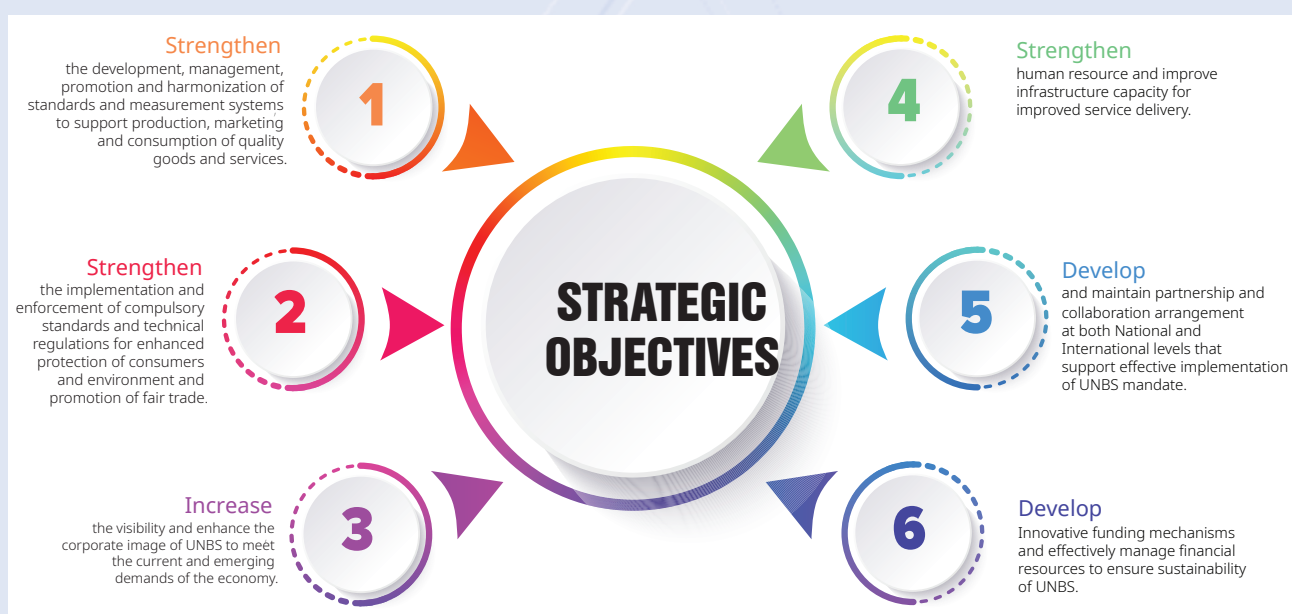 1
Strengthen
the development, management,
promotion and harmonization of
standards and measurement systems
to support production, marketing
and consumption of quality
goods and services.
2
Strengthen
the implementation and
enforcement of compulsory
standards and technical
regulations for enhanced
protection of consumers
and environment and
promotion of fair trade.
3
Increase
the visibility and enhance the
corporate image of UNBS to meet
the current and emerging
demands of the economy.
STRATEGIC
OBJECTIVES
4
Strengthen
human resource and improve
infrastructure capacity for
improved service delivery.
5
Develop
and maintain partnership and
collaboration arrangement
at both National and
International levels that
support effective implementation
of UNBS mandate.
6
Develop
Innovative funding mechanisms
and effectively manage financial
resources to ensure sustainability
of UNBS.